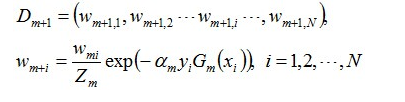 D_{m+1} = (w_{m+1,1}, w_{m+1,2} ⋯ w_{m+1,i} ⋯, w_{m+1,N}),
w_{m+i} = \frac{w_{mi}}{Z_m} exp(-α_m y_i G_m(x_i)), i = 1,2,⋯,N